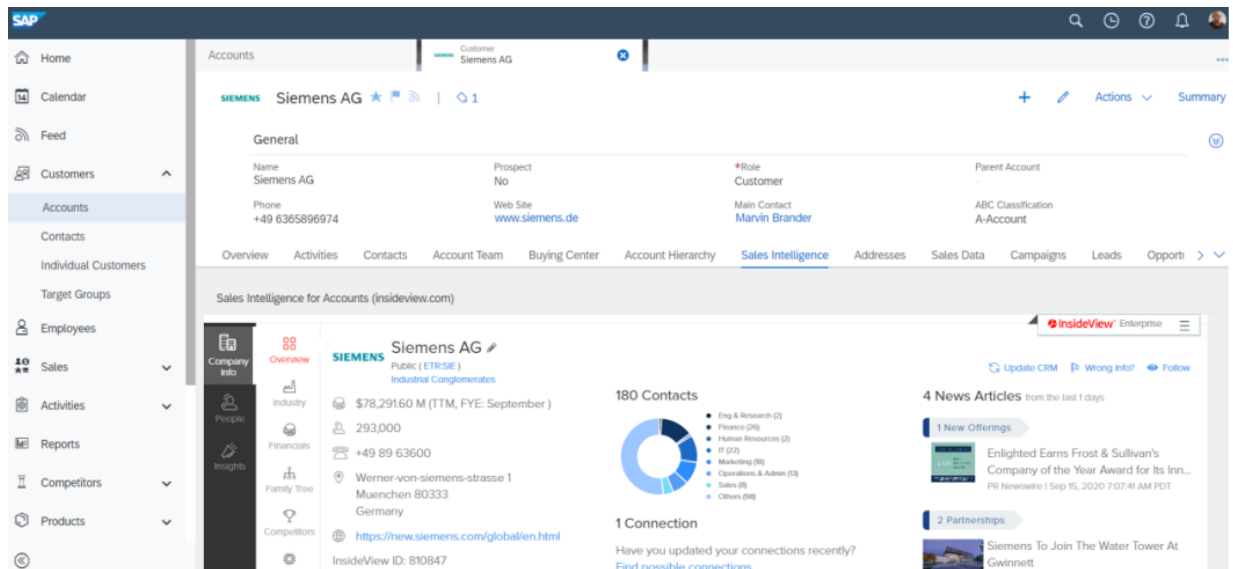 SAP
Home
Calendar
Feed
Customers
Accounts
Contacts
Individual Customers
Target Groups
Employees
Sales
Activities
Reports
Competitors
Products
14
Accounts
SIEMENS
Customer
Siemens AG
SIEMENS Siemens AG | 1
Actions Summary
General
Name Prospect *Role Parent Account
Siemens AG No Customer -
Phone Web Site Main Contact ABC Classification
+49 6365896974 www.siemens.de Marvin Brander A-Account
Overview Activities Contacts Account Team Buying Center Account Hierarchy Sales Intelligence Addresses Sales Data Campaigns Leads Opporti
Sales Intelligence for Accounts (insideview.com)
InsideView Enterprise
Company
Info
People
Insights
Overview
Industry
Financials
Family Tree
Competitors
SIEMENS
Siemens AG
Public ( ETR:SIE )
Industrial Conglomerates
$78,291.60 M (TTM, FYE: September )
293,000
+49 89 63600
Werner-von-siemens-strasse 1
Muenchen 80333
Germany
https://new.siemens.com/global/en.html
InsideView ID: 810847
Update CRM Wrong Info? Follow
180 Contacts
Eng & Research (2)
Finance (26)
Human Resources (2)
IT (22)
Marketing (18)
Operations & Admin (13)
Sales (8)
Others (98)
1 Connection
Have you updated your connections recently?
Find possible connections
4 News Articles from the last 1 days
1 New Offerings
Enlighted Earns Frost & Sullivan's
Company of the Year Award for Its Inn...
PR Newswire | Sep 15, 2020 7:07:41 AM PDT
2 Partnerships
Siemens To Join The Water Tower At
Gwinnett